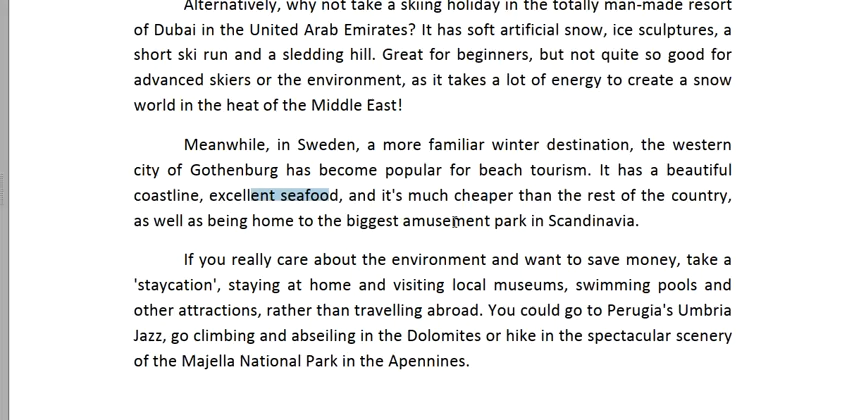 Alternatively, why not take a skiing holiday in the totally man-made resort
of Dubai in the United Arab Emirates? It has soft artificial snow, ice sculptures, a
short ski run and a sledding hill. Great for beginners, but not quite so good for
advanced skiers or the environment, as it takes a lot of energy to create a snow
world in the heat of the Middle East!
Meanwhile, in Sweden, a more familiar winter destination, the western
city of Gothenburg has become popular for beach tourism. It has a beautiful
coastline, excellent seafood, and it's much cheaper than the rest of the country,
as well as being home to the biggest amusement park in Scandinavia.
If you really care about the environment and want to save money, take a
'staycation', staying at home and visiting local museums, swimming pools and
other attractions, rather than travelling abroad. You could go to Perugia's Umbria
Jazz, go climbing and abseiling in the Dolomites or hike in the spectacular scenery
of the Majella National Park in the Apennines.